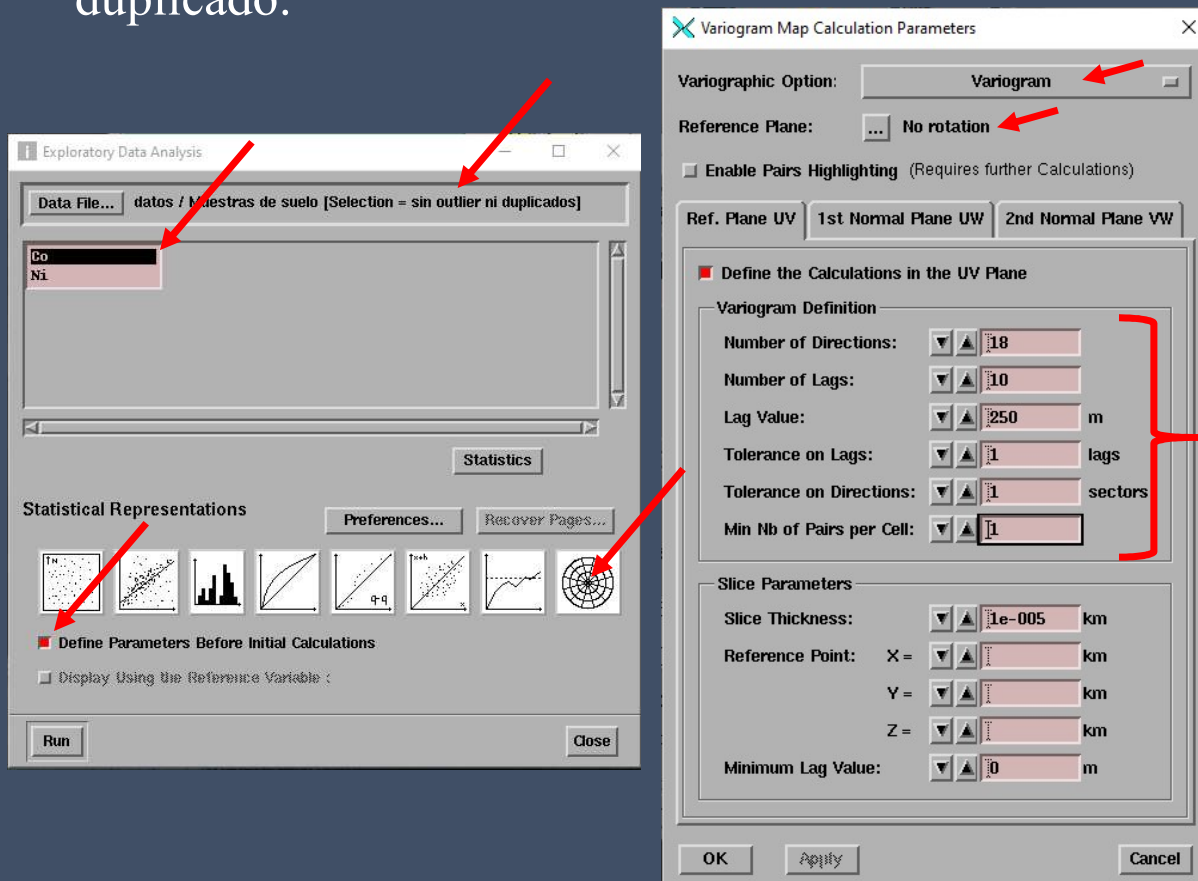 duplicado.
Exploratory Data Analysis
Data File... datos / Muestras de suelo [Selection = sin outlier ni duplicados]
Co
Ni
Statistics
Statistical Representations
Preferences...
Recover Pages...
↑N
q-q
x+h
x
Define Parameters Before Initial Calculations
Display Using the Reference Variable :
Run
Close
Variogram Map Calculation Parameters
Variographic Option: Variogram
Reference Plane: ... No rotation
Enable Pairs Highlighting (Requires further Calculations)
Ref. Plane UV 1st Normal Plane UW 2nd Normal Plane VW
Define the Calculations in the UV Plane
Variogram Definition
Number of Directions: 18
Number of Lags: 10
Lag Value: 250 m
Tolerance on Lags: 1 lags
Tolerance on Directions: 1 sectors
Min Nb of Pairs per Cell: 1
Slice Parameters
Slice Thickness: 1e-005 km
Reference Point: X = km
Y = km
Z = km
Minimum Lag Value: 0 m
OK Apply Cancel